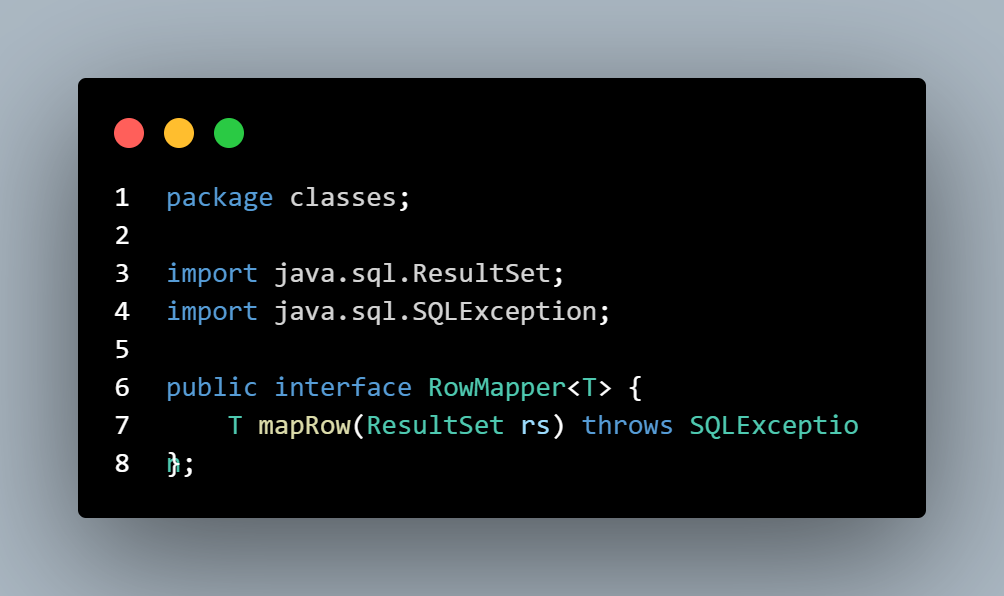 1 package classes;
2
3 import java.sql.ResultSet;
4 import java.sql.SQLException;
5
6 public interface RowMapper<T> {
7     T mapRow(ResultSet rs) throws SQLExceptio
n;
8 }